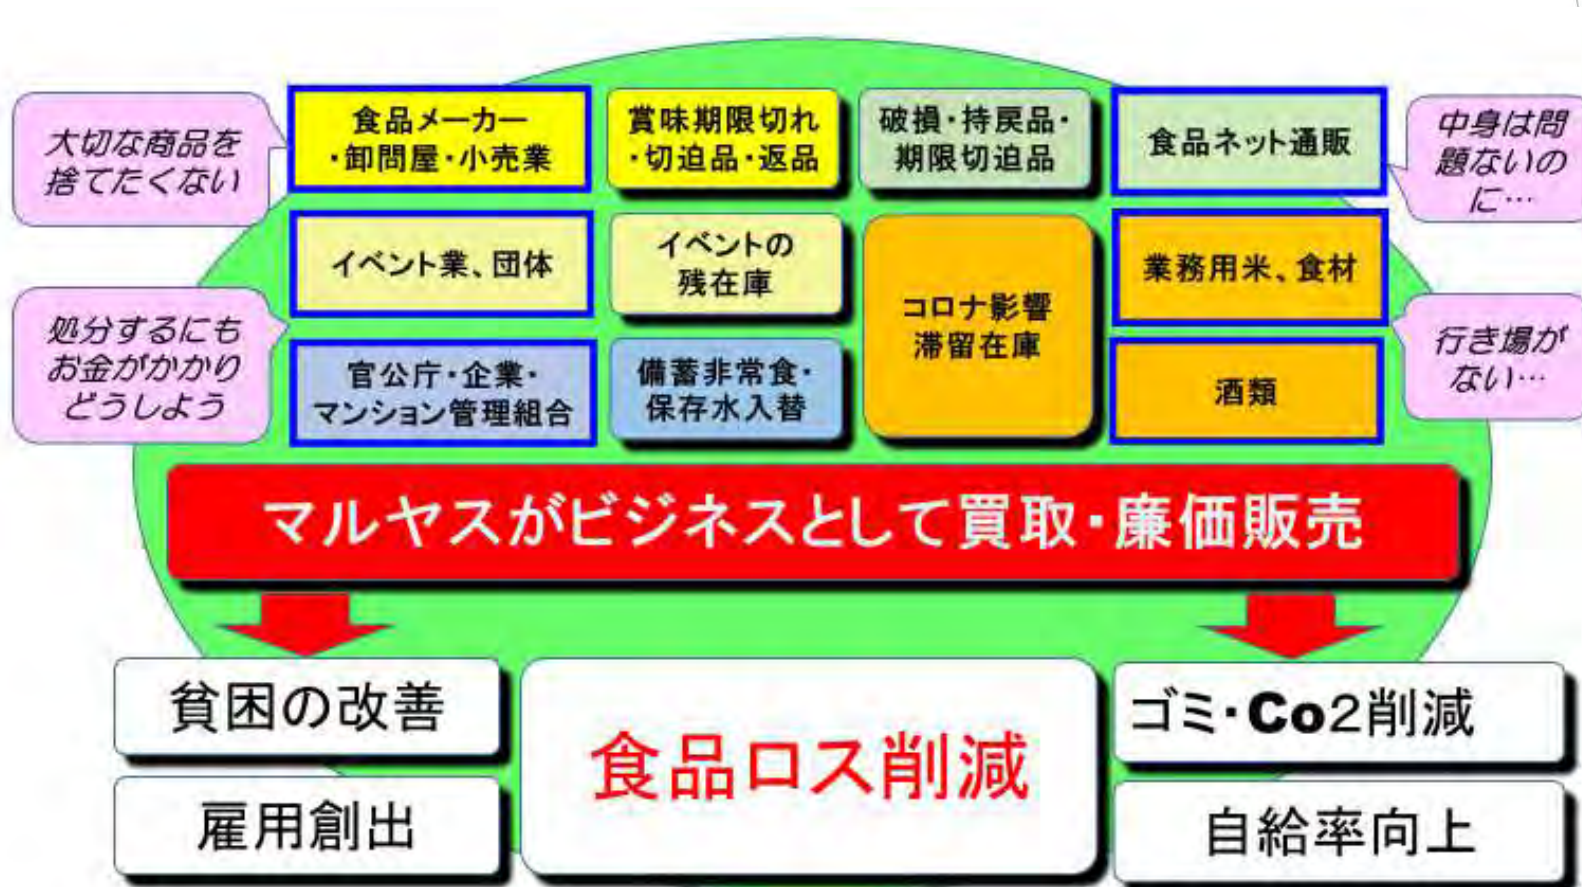 大切な商品を
捨てたくない
食品メーカー
・卸問屋・小売業
賞味期限切れ
・切迫品・返品
破損・持戻品・
期限切迫品
食品ネット通販
中身は問
題ないの
に…
イベント業、団体
イベントの
残在庫
コロナ影響
滞留在庫
業務用米、食材
処分するにも
お金がかかり
どうしよう
官公庁・企業・
マンション管理組合
備蓄非常食・
保存水入替
酒類
行き場が
ない…
マルヤスがビジネスとして買取・廉価販売
貧困の改善
雇用創出
食品ロス削減
ゴミ・Co2削減
自給率向上